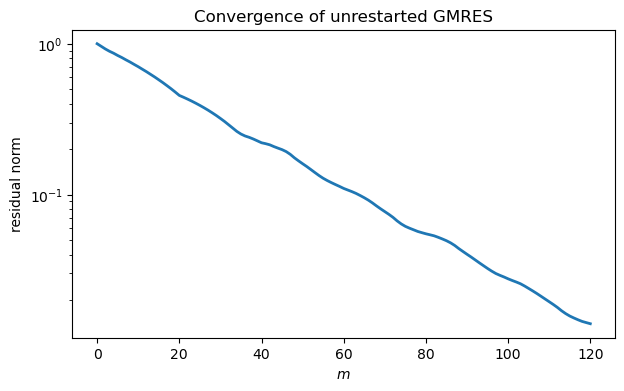 Convergence of unrestarted GMRES
residual norm
10⁰
10⁻¹
0 20 40 60 80 100 120
m